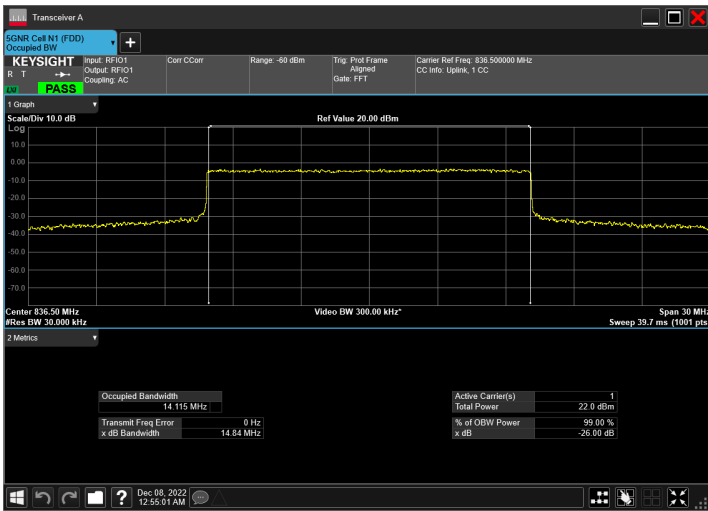 Transceiver A
5GNR Cell N1 (FDD)
Occupied BW
+
KEYSIGHT
R T
PASS
Input: RFIO1
Output: RFIO1
Coupling: AC
Corr CCorr
Range: -60 dBm
Trig: Prot Frame
Aligned
Gate: FFT
Carrier Ref Freq: 836.500000 MHz
CC Info: Uplink, 1 CC
1 Graph
Scale/Div 10.0 dB
Ref Value 20.00 dBm
Log
10.0
0.00
-10.0
-20.0
-30.0
-40.0
-50.0
-60.0
-70.0
Center 836.50 MHz
Video BW 300.00 kHz*
Span 30 MHz
#Res BW 30.000 kHz
Sweep 39.7 ms (1001 pts
2 Metrics
Occupied Bandwidth
14.115 MHz
Transmit Freq Error 0 Hz
x dB Bandwidth 14.84 MHz
Active Carrier(s) 1
Total Power 22.0 dBm
% of OBW Power 99.00 %
x dB -26.00 dB
?
Dec 08, 2022
12:55:01 AM